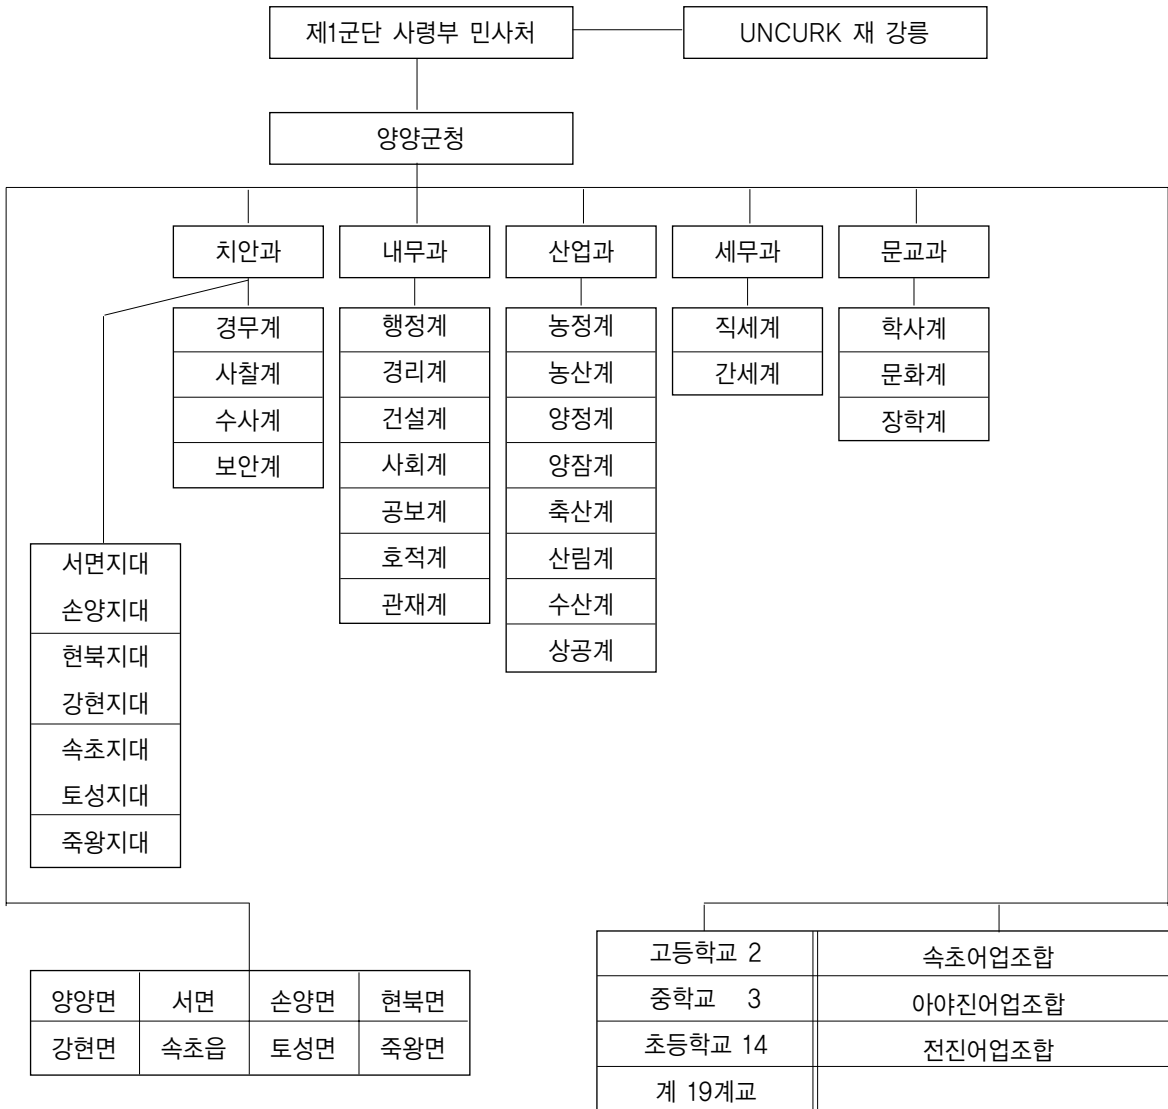 제1군단 사령부 민사처
UNCURK 재 강릉
양양군청
치안과
내무과
산업과
세무과
문교과
경무계
사찰계
수사계
보안계
행정계
경리계
건설계
사회계
공보계
호적계
관재계
농정계
농산계
양정계
양잠계
축산계
산림계
수산계
상공계
직세계
간세계
학사계
문화계
장학계
서면지대
손양지대
현북지대
강현지대
속초지대
토성지대
죽왕지대
양양면 서면 손양면 현북면
강현면 속초읍 토성면 죽왕면
고등학교 2 속초어업조합
중학교 3 아야진어업조합
초등학교 14 전진어업조합
계 19계교